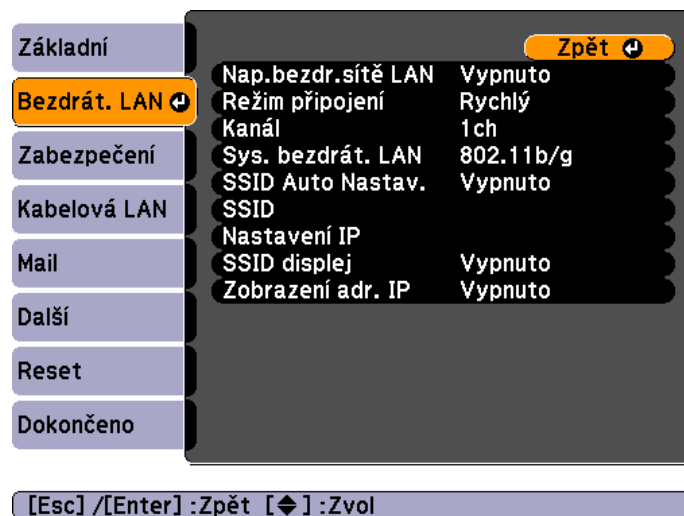 Základní
Bezdrát. LAN
Zabezpečení
Kabelová LAN
Mail
Další
Reset
Dokončeno
Zpět
Nap.bezdr.sítě LAN Vypnuto
Režim připojení Rychlý
Kanál 1ch
Sys. bezdrát. LAN 802.11b/g
SSID Auto Nastav. Vypnuto
SSID
Nastavení IP
SSID displej Vypnuto
Zobrazení adr. IP Vypnuto
[Esc] /[Enter] :Zpět [◆] :Zvol